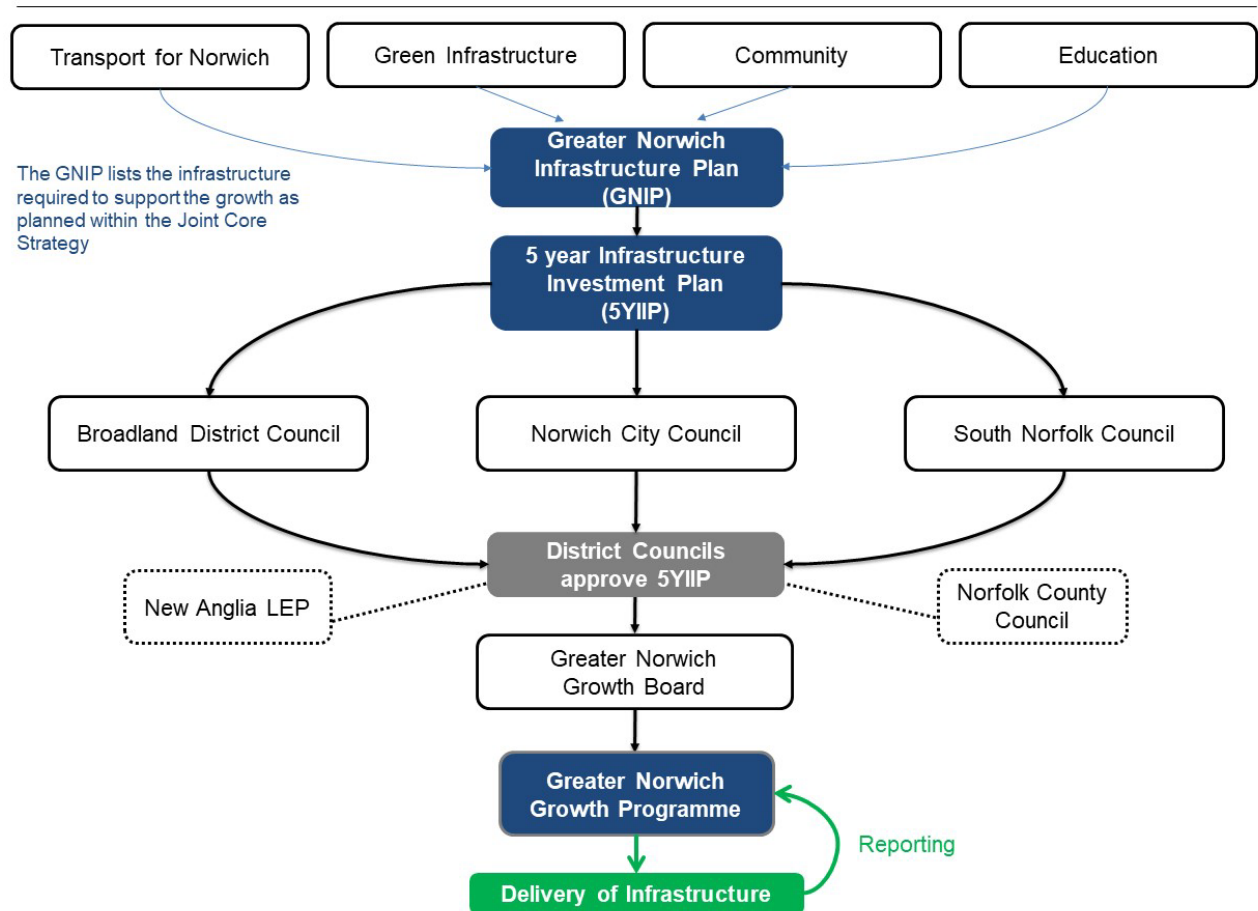 Transport for Norwich
Green Infrastructure
Community
Education
Greater Norwich
Infrastructure Plan
(GNIP)
The GNIP lists the infrastructure
required to support the growth as
planned within the Joint Core
Strategy
5 year Infrastructure
Investment Plan
(5YIIP)
Broadland District Council
Norwich City Council
South Norfolk Council
District Councils
approve 5YIIP
New Anglia LEP
Norfolk County
Council
Greater Norwich
Growth Board
Greater Norwich
Growth Programme
Reporting
Delivery of Infrastructure